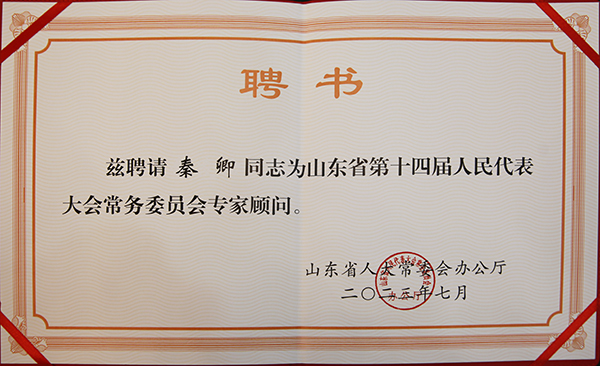 聘书
兹聘请秦卿同志为山东省第十四届人民代表
大会常务委员会专家顾问。
山东省人大常委会办公厅
二〇二三年七月